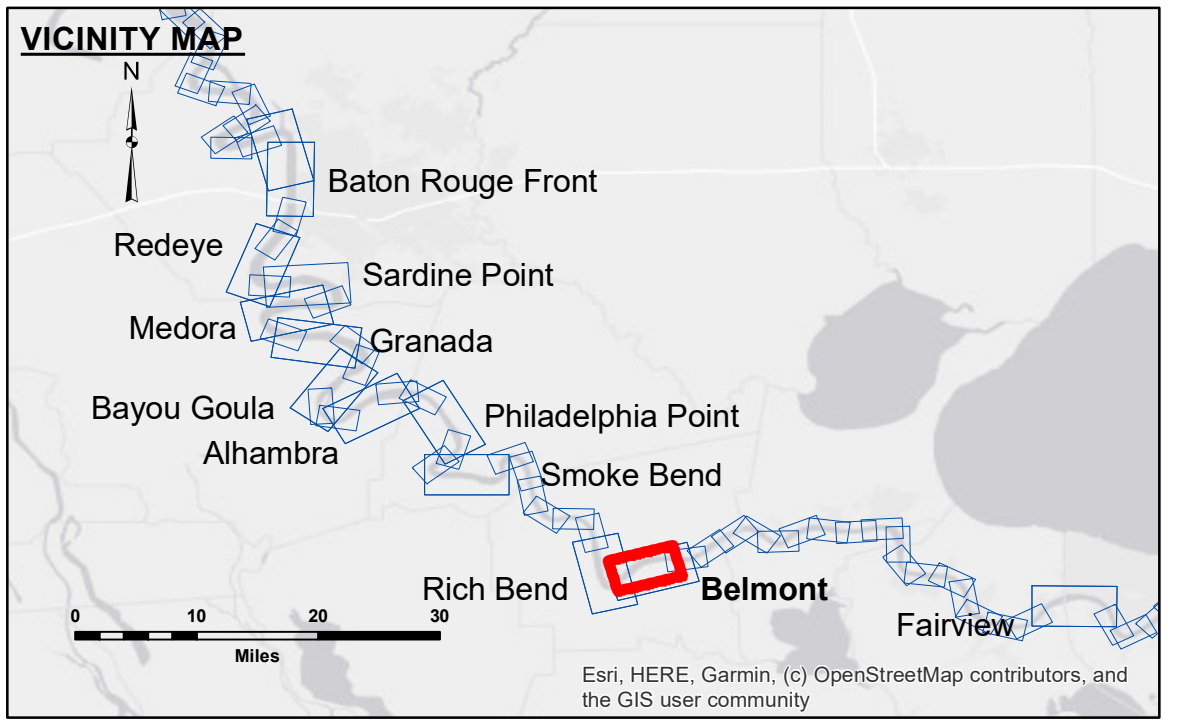 VICINITY MAP
N
Baton Rouge Front
Redeye
Sardine Point
Medora
Granada
Bayou Goula
Philadelphia Point
Alhambra
Smoke Bend
Rich Bend
Belmont
Fairview
0 10 20 30
Miles
Esri, HERE, Garmin, (c) OpenStreetMap contributors, and
the GIS user community